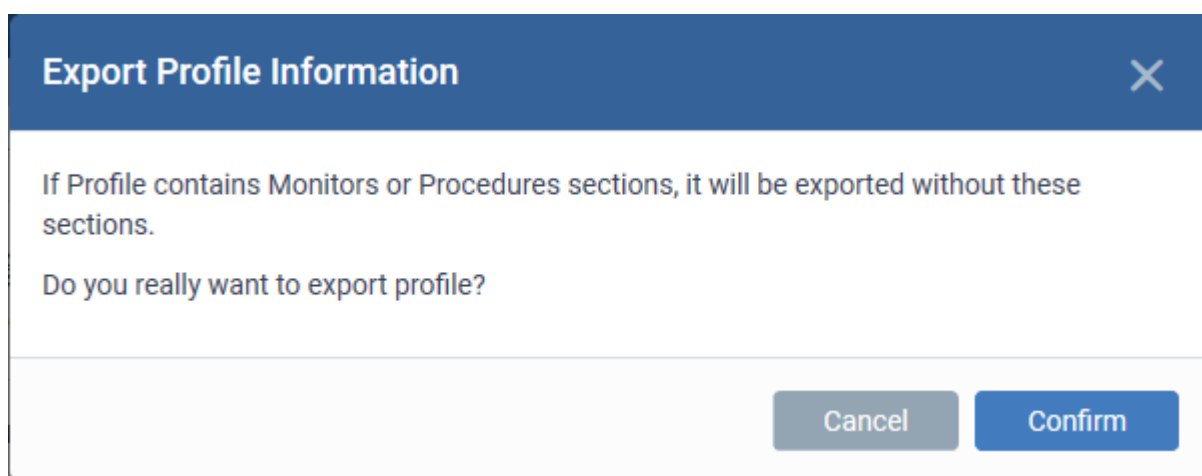 Export Profile Information
If Profile contains Monitors or Procedures sections, it will be exported without these
sections.
Do you really want to export profile?
Cancel Confirm